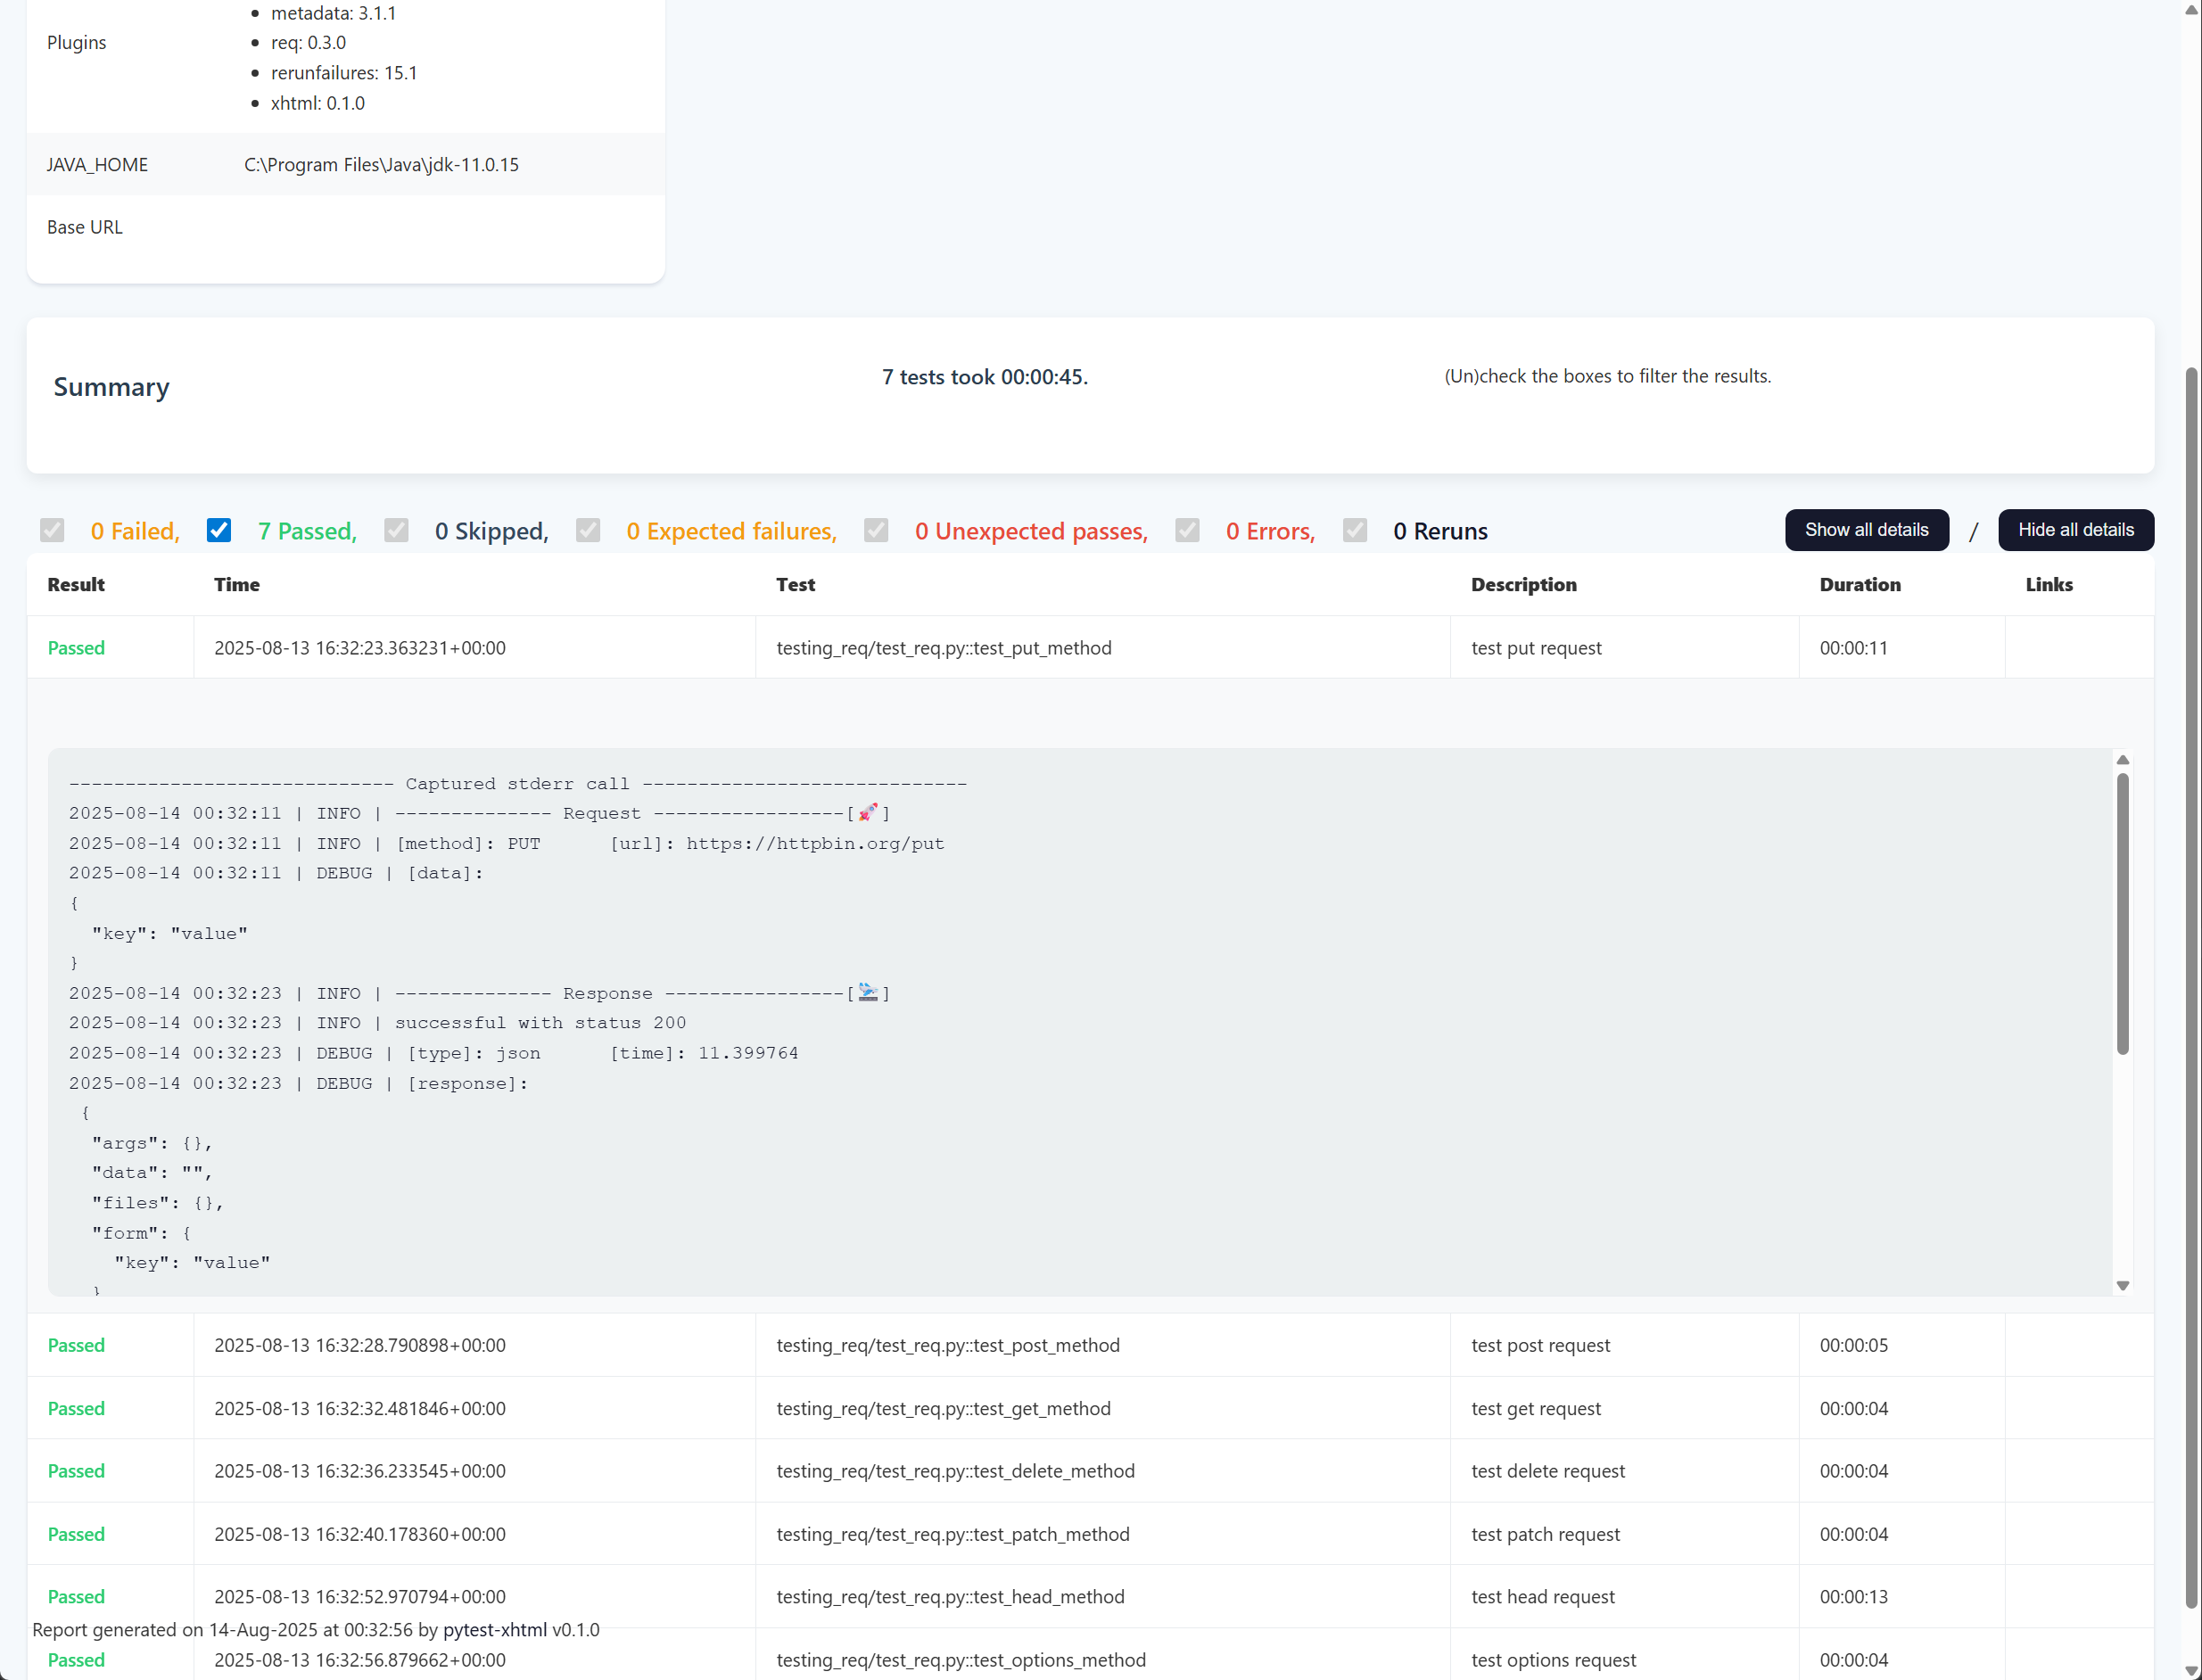 Plugins
metadata: 3.1.1
req: 0.3.0
rerunfailures: 15.1
xhtml: 0.1.0
JAVA_HOME C:\Program Files\Java\jdk-11.0.15
Base URL
Summary 7 tests took 00:00:45. (Un)check the boxes to filter the results.
0 Failed, 7 Passed, 0 Skipped, 0 Expected failures, 0 Unexpected passes, 0 Errors, 0 Reruns Show all details / Hide all details
Result Time Test Description Duration Links
Passed 2025-08-13 16:32:23.363231+00:00 testing_req/test_req.py::test_put_method test put request 00:00:11
----------------------------- Captured stderr call -----------------------------
2025-08-14 00:32:11 | INFO | -------------- Request -----------------[🚀]
2025-08-14 00:32:11 | INFO | [method]: PUT      [url]: https://httpbin.org/put
2025-08-14 00:32:11 | DEBUG | [data]:
{
  "key": "value"
}
2025-08-14 00:32:23 | INFO | -------------- Response ----------------[🛬]
2025-08-14 00:32:23 | INFO | successful with status 200
2025-08-14 00:32:23 | DEBUG | [type]: json      [time]: 11.399764
2025-08-14 00:32:23 | DEBUG | [response]:
 {
  "args": {},
  "data": "",
  "files": {},
  "form": {
    "key": "value"
  }
Passed 2025-08-13 16:32:28.790898+00:00 testing_req/test_req.py::test_post_method test post request 00:00:05
Passed 2025-08-13 16:32:32.481846+00:00 testing_req/test_req.py::test_get_method test get request 00:00:04
Passed 2025-08-13 16:32:36.233545+00:00 testing_req/test_req.py::test_delete_method test delete request 00:00:04
Passed 2025-08-13 16:32:40.178360+00:00 testing_req/test_req.py::test_patch_method test patch request 00:00:04
Passed 2025-08-13 16:32:52.970794+00:00 testing_req/test_req.py::test_head_method test head request 00:00:13
Report generated on 14-Aug-2025 at 00:32:56 by pytest-xhtml v0.1.0
Passed 2025-08-13 16:32:56.879662+00:00 testing_req/test_req.py::test_options_method test options request 00:00:04